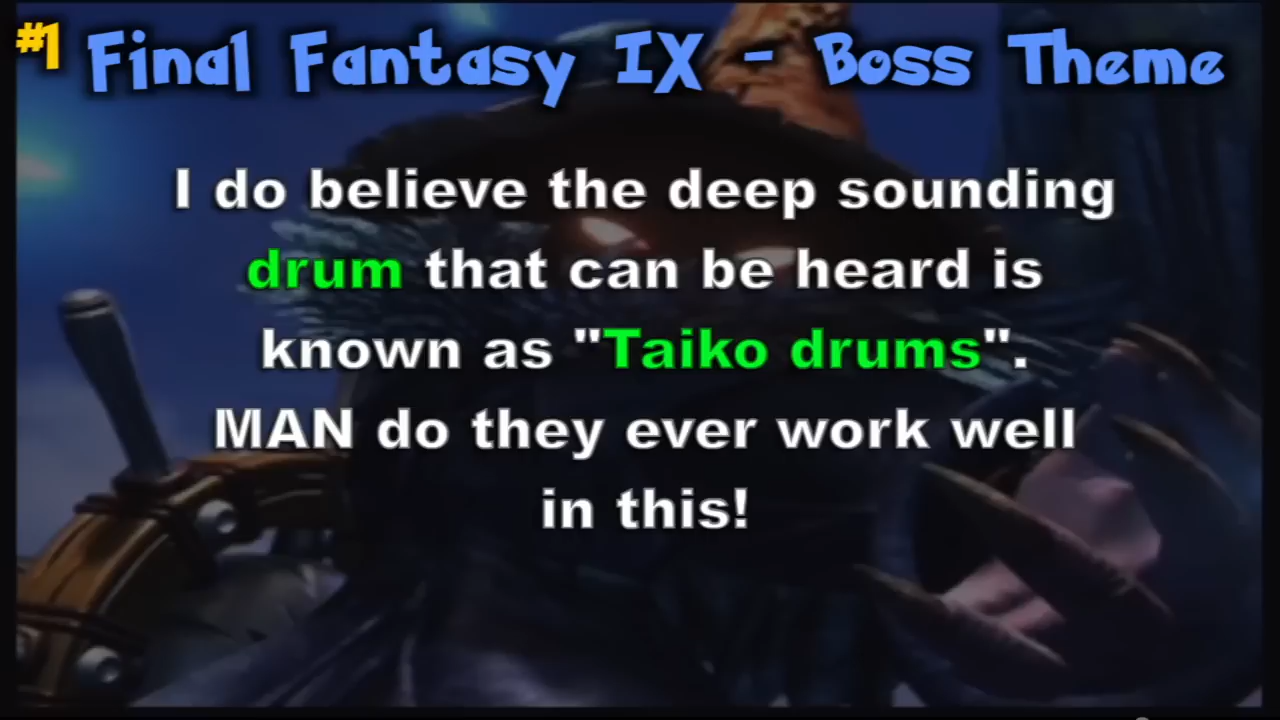 #1 Final Fantasy IX - Boss Theme
I do believe the deep sounding
drum that can be heard is
known as "Taiko drums".
MAN do they ever work well
in this!